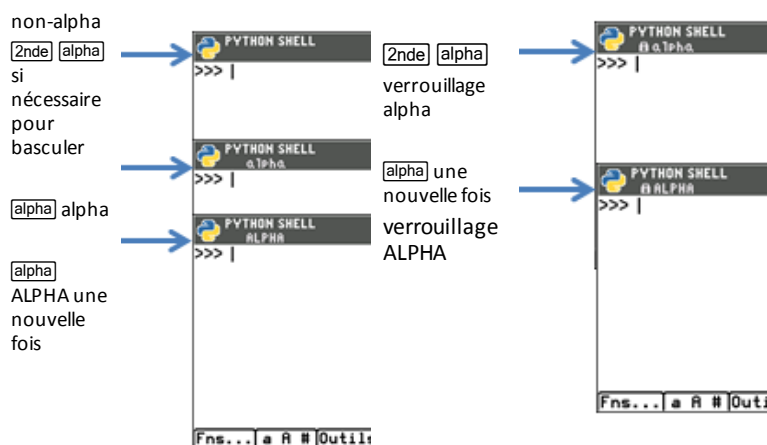 non-alpha
2nde alpha
si
nécessaire
pour
basculer
alpha alpha
alpha
ALPHA une
nouvelle
fois
PYTHON SHELL
>>>
PYTHON SHELL
alpha
>>>
PYTHON SHELL
ALPHA
>>>
Fns... a A # Outils
2nde alpha
verrouillage
alpha
alpha une
nouvelle fois
verrouillage
ALPHA
PYTHON SHELL
alpha
>>>
PYTHON SHELL
ALPHA
>>>
Fns... a A # Outi